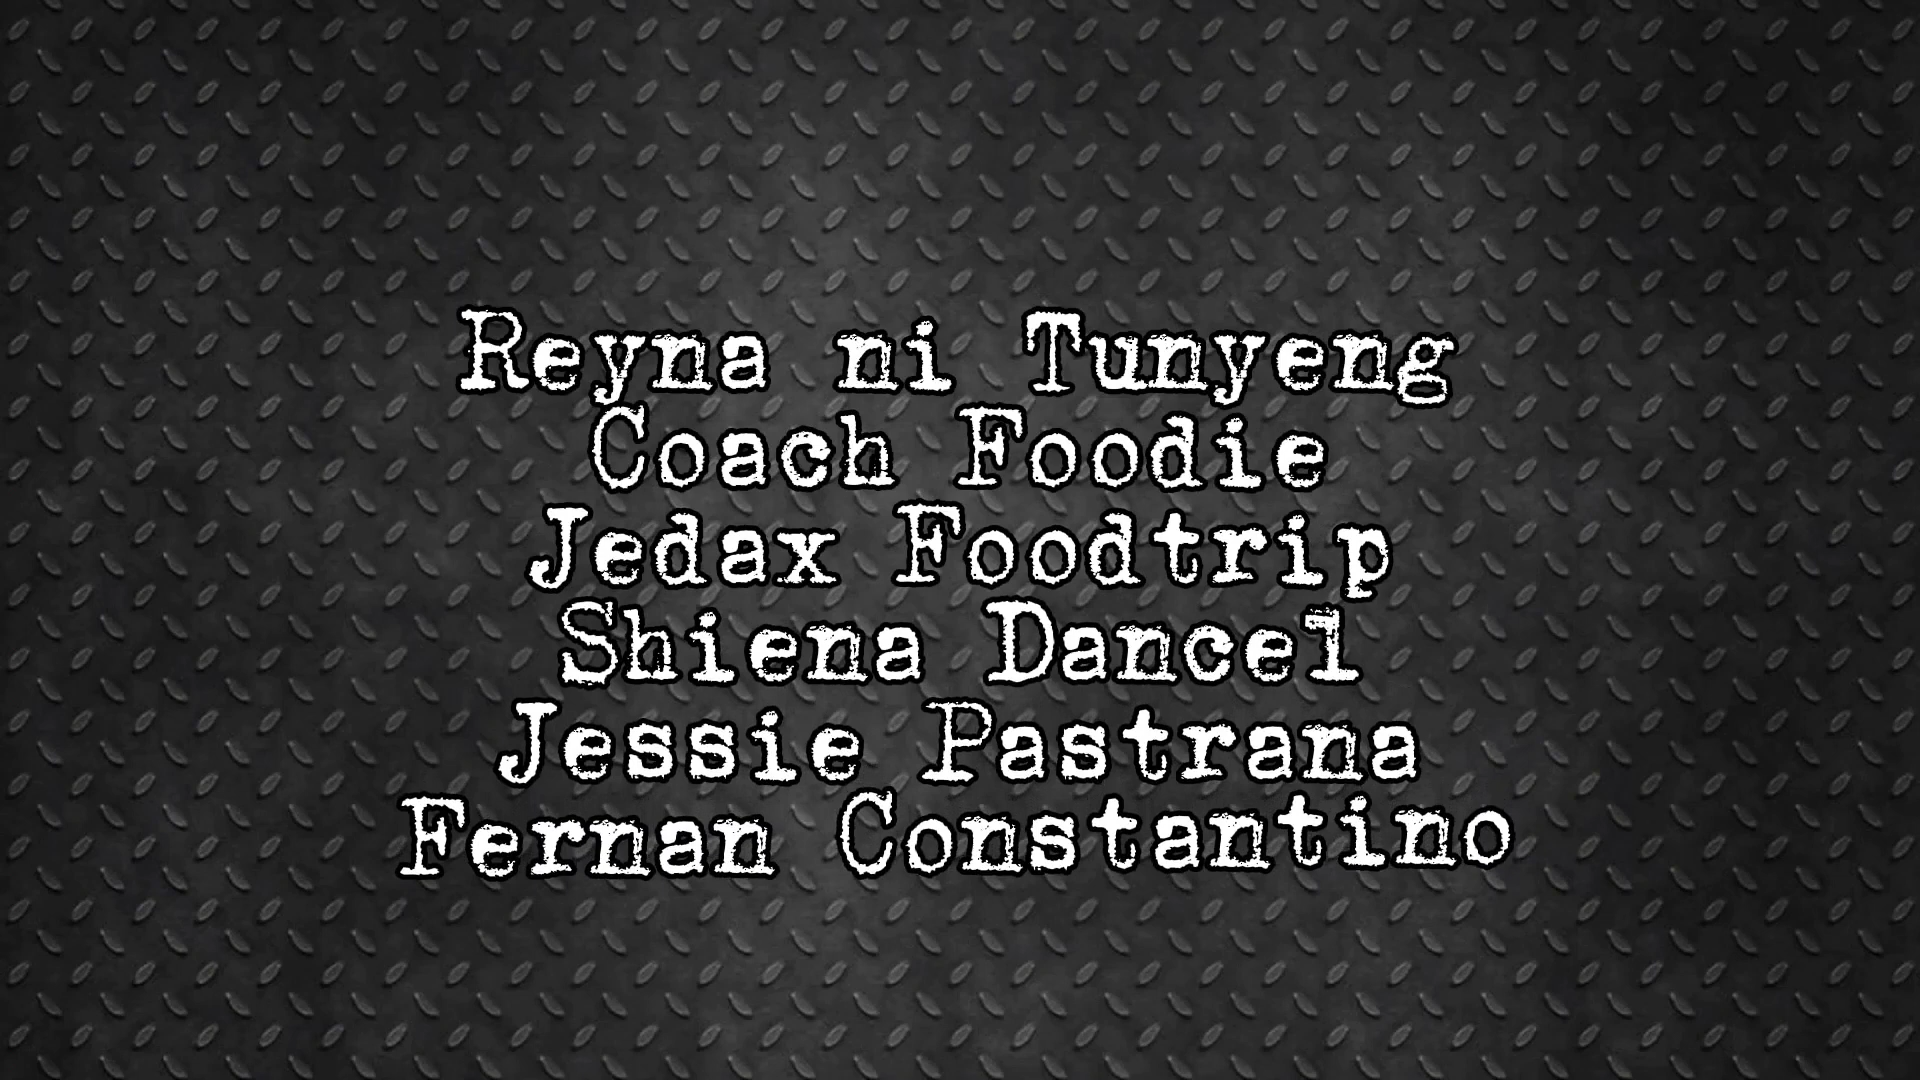 Reyna ni Tunyeng
Coach Foodie
Jedax Foodtrip
Shiena Dancel
Jessie Pastrana
Fernan Constantino